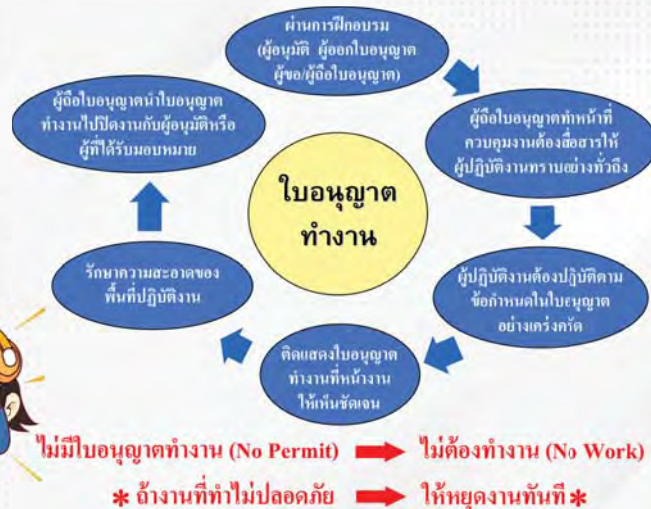 ผ่านการฝึกอบรม
(ผู้อนุมัติ ผู้ออกใบอนุญาต
ผู้ขอ/ผู้ถือใบอนุญาต)
ผู้ถือใบอนุญาตทำหน้าที่
ควบคุมงานต้องสื่อสารให้
ผู้ปฏิบัติงานทราบอย่างทั่วถึง
ผู้ปฏิบัติงานต้องปฏิบัติตาม
ข้อกำหนดในใบอนุญาต
อย่างเคร่งครัด
ติดแสดงใบอนุญาต
ทำงานที่หน้างาน
ให้เห็นชัดเจน
รักษาความสะอาดของ
พื้นที่ปฏิบัติงาน
ผู้ถือใบอนุญาตนำใบอนุญาต
ทำงานไปปิดงานกับผู้อนุมัติหรือ
ผู้ที่ได้รับมอบหมาย
ใบอนุญาต
ทำงาน
ไม่มีใบอนุญาตทำงาน (No Permit) ➡ ไม่ต้องทำงาน (No Work)
* ถ้างานที่ทำไม่ปลอดภัย ➡ ให้หยุดงานทันที *